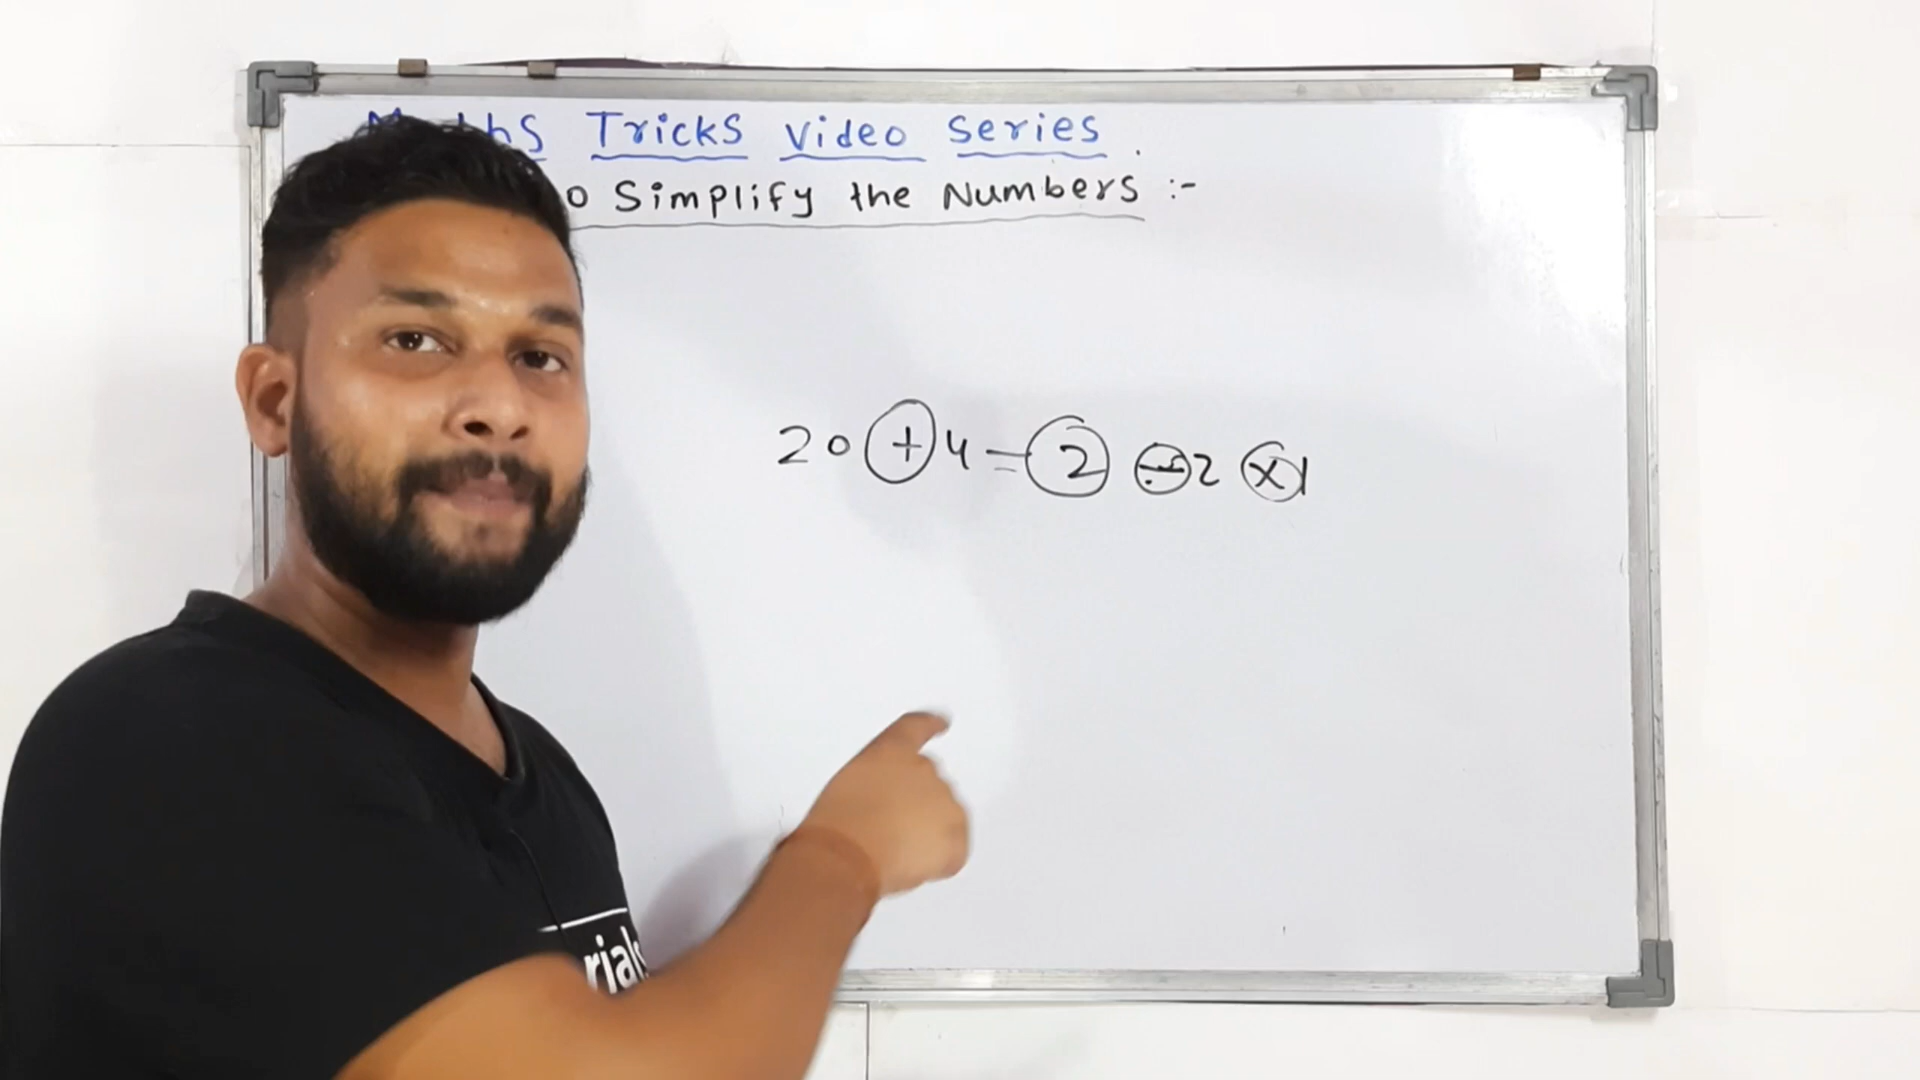 Tricks Video Series .
Simplify the Numbers :-
20 + 4 - 2 ÷ 2 × 1